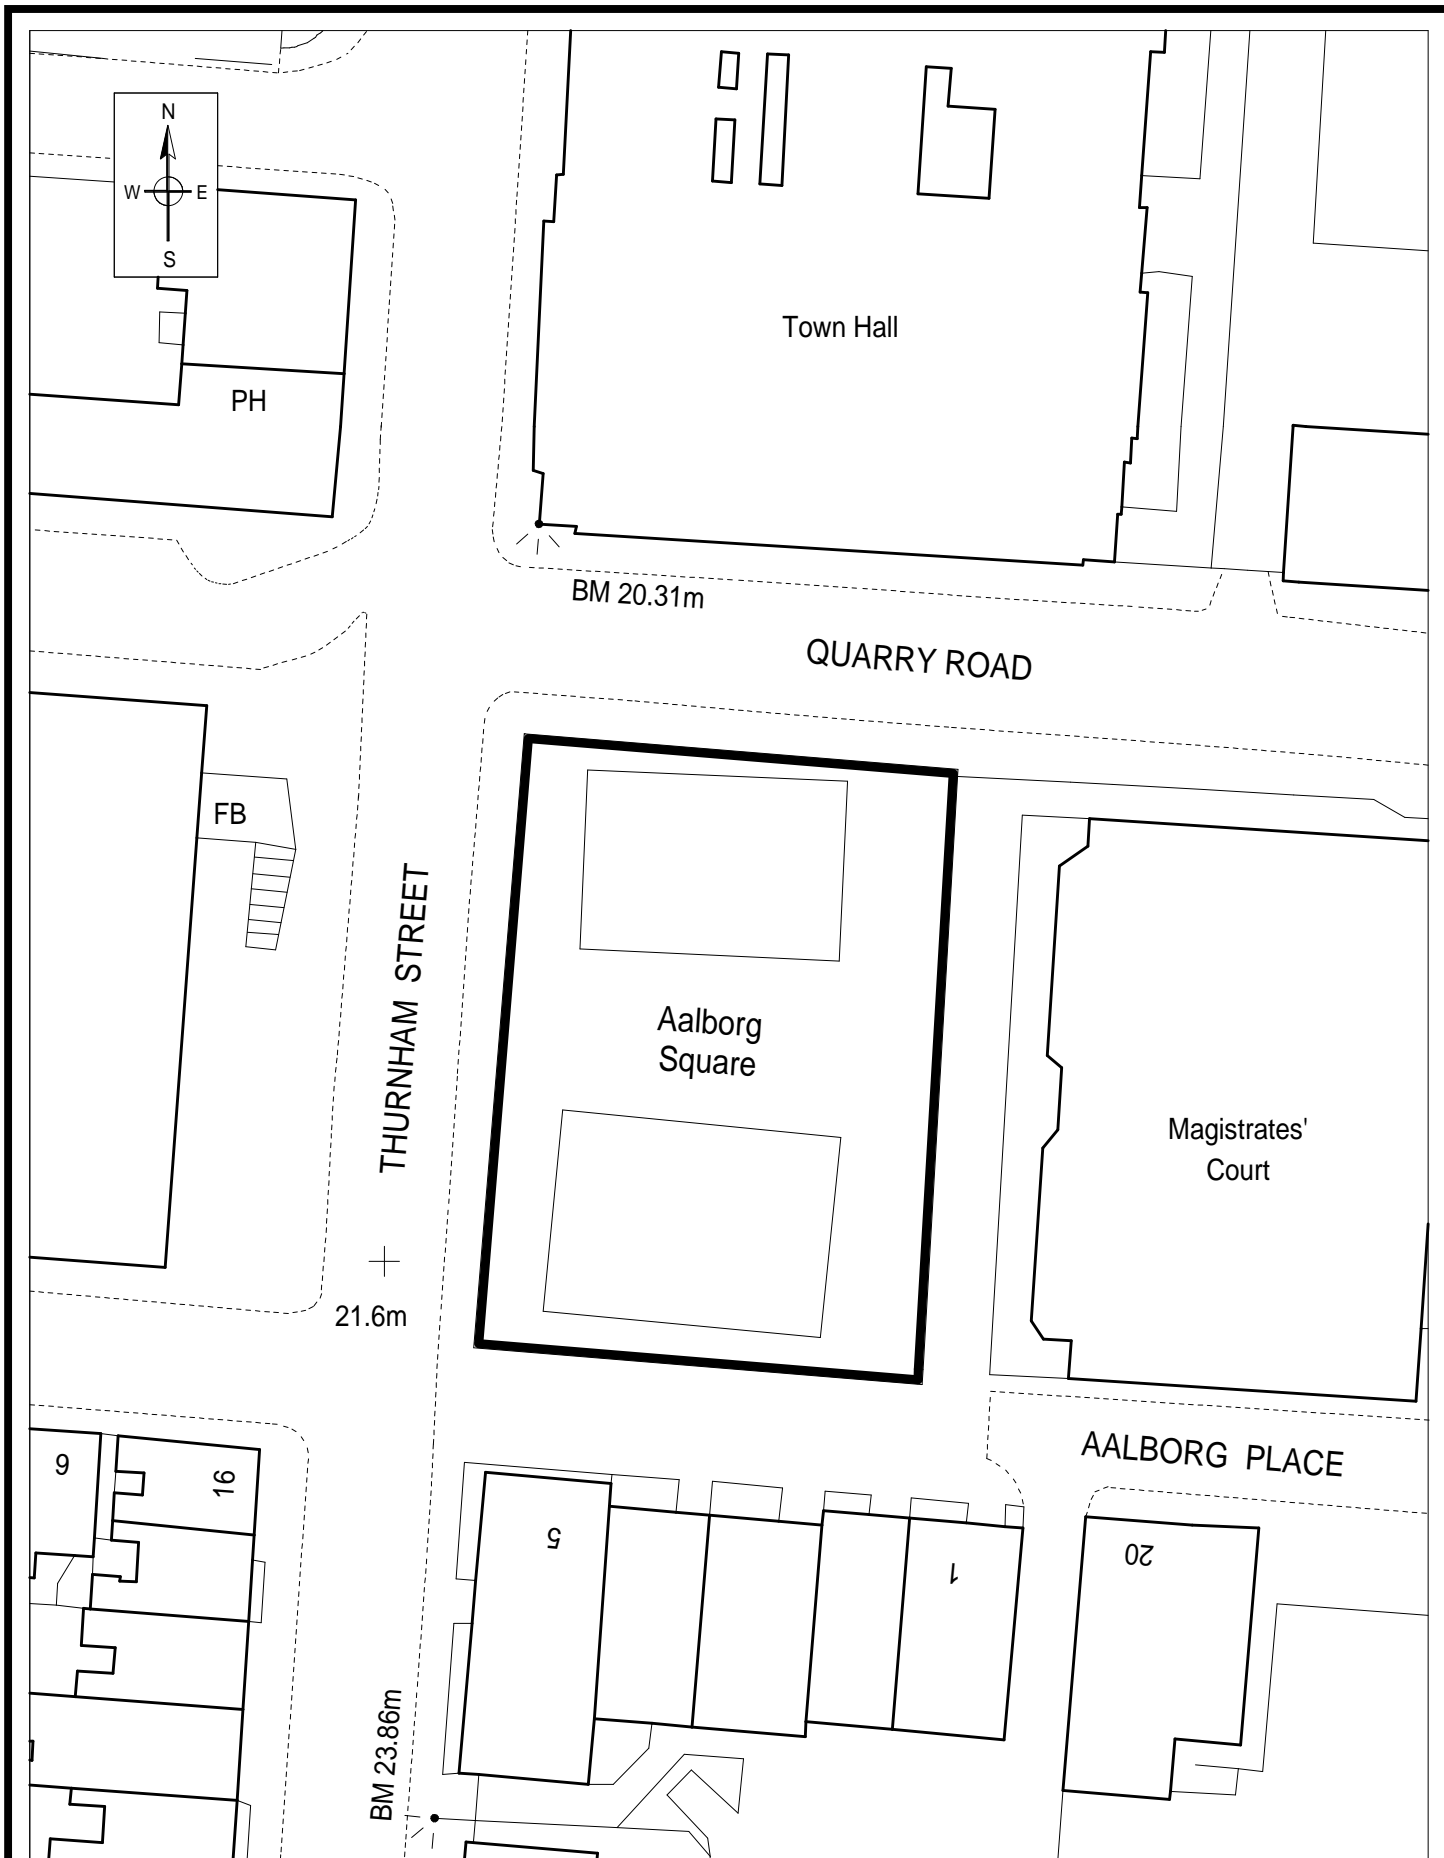 N
W E
S
Town Hall
PH
BM 20.31m
QUARRY ROAD
FB
THURNHAM STREET
Aalborg
Square
Magistrates'
Court
21.6m
AALBORG PLACE
9
16
5
1
20
BM 23.86m